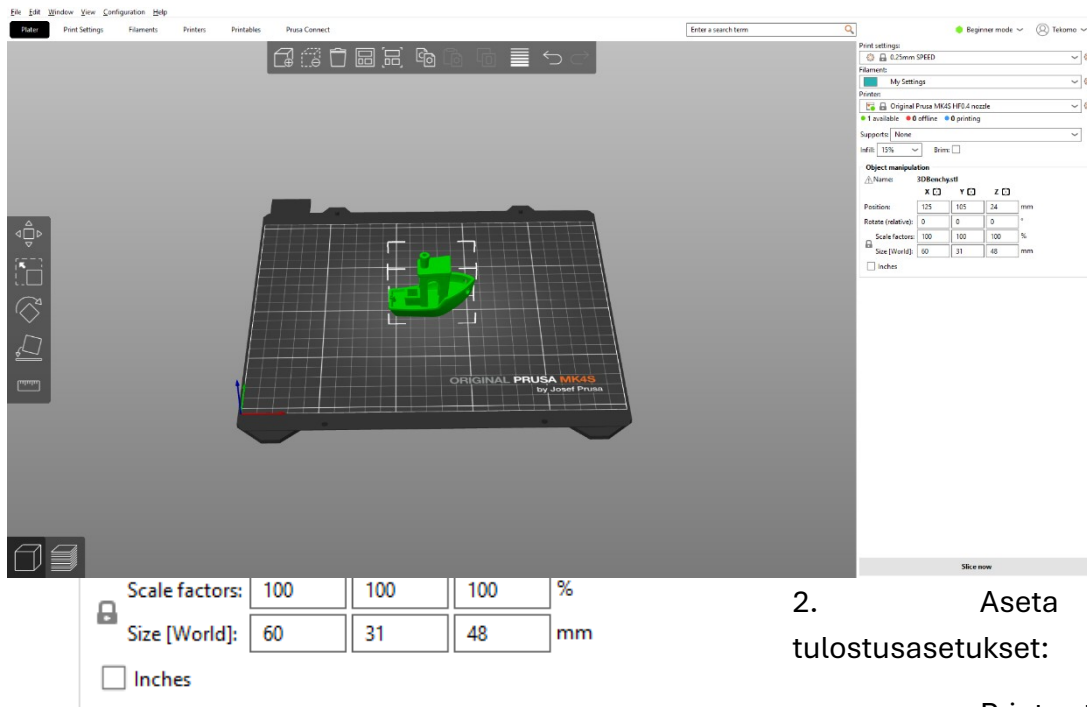 File Edit Window View Configuration Help
Plater Print Settings Filaments Printers Printables Prusa Connect Enter a search term Beginner mode Tekomo
Print settings:
0.25mm SPEED
Filament:
My Settings
Printer:
Original Prusa MK4S HF0.4 nozzle
1 available 0 offline 0 printing
Supports: None
Infill: 15% Brim:
Object manipulation
Name: 3DBenchy.stl
X Y Z
Position: 125 105 24 mm
Rotate (relative): 0 0 0 °
Scale factors: 100 100 100 %
Size [World]: 60 31 48 mm
Inches
ORIGINAL PRUSA MK4S
by Josef Prusa
Slice now
Scale factors: 100 100 100 %
Size [World]: 60 31 48 mm
Inches
2. Aseta
tulostusasetukset: